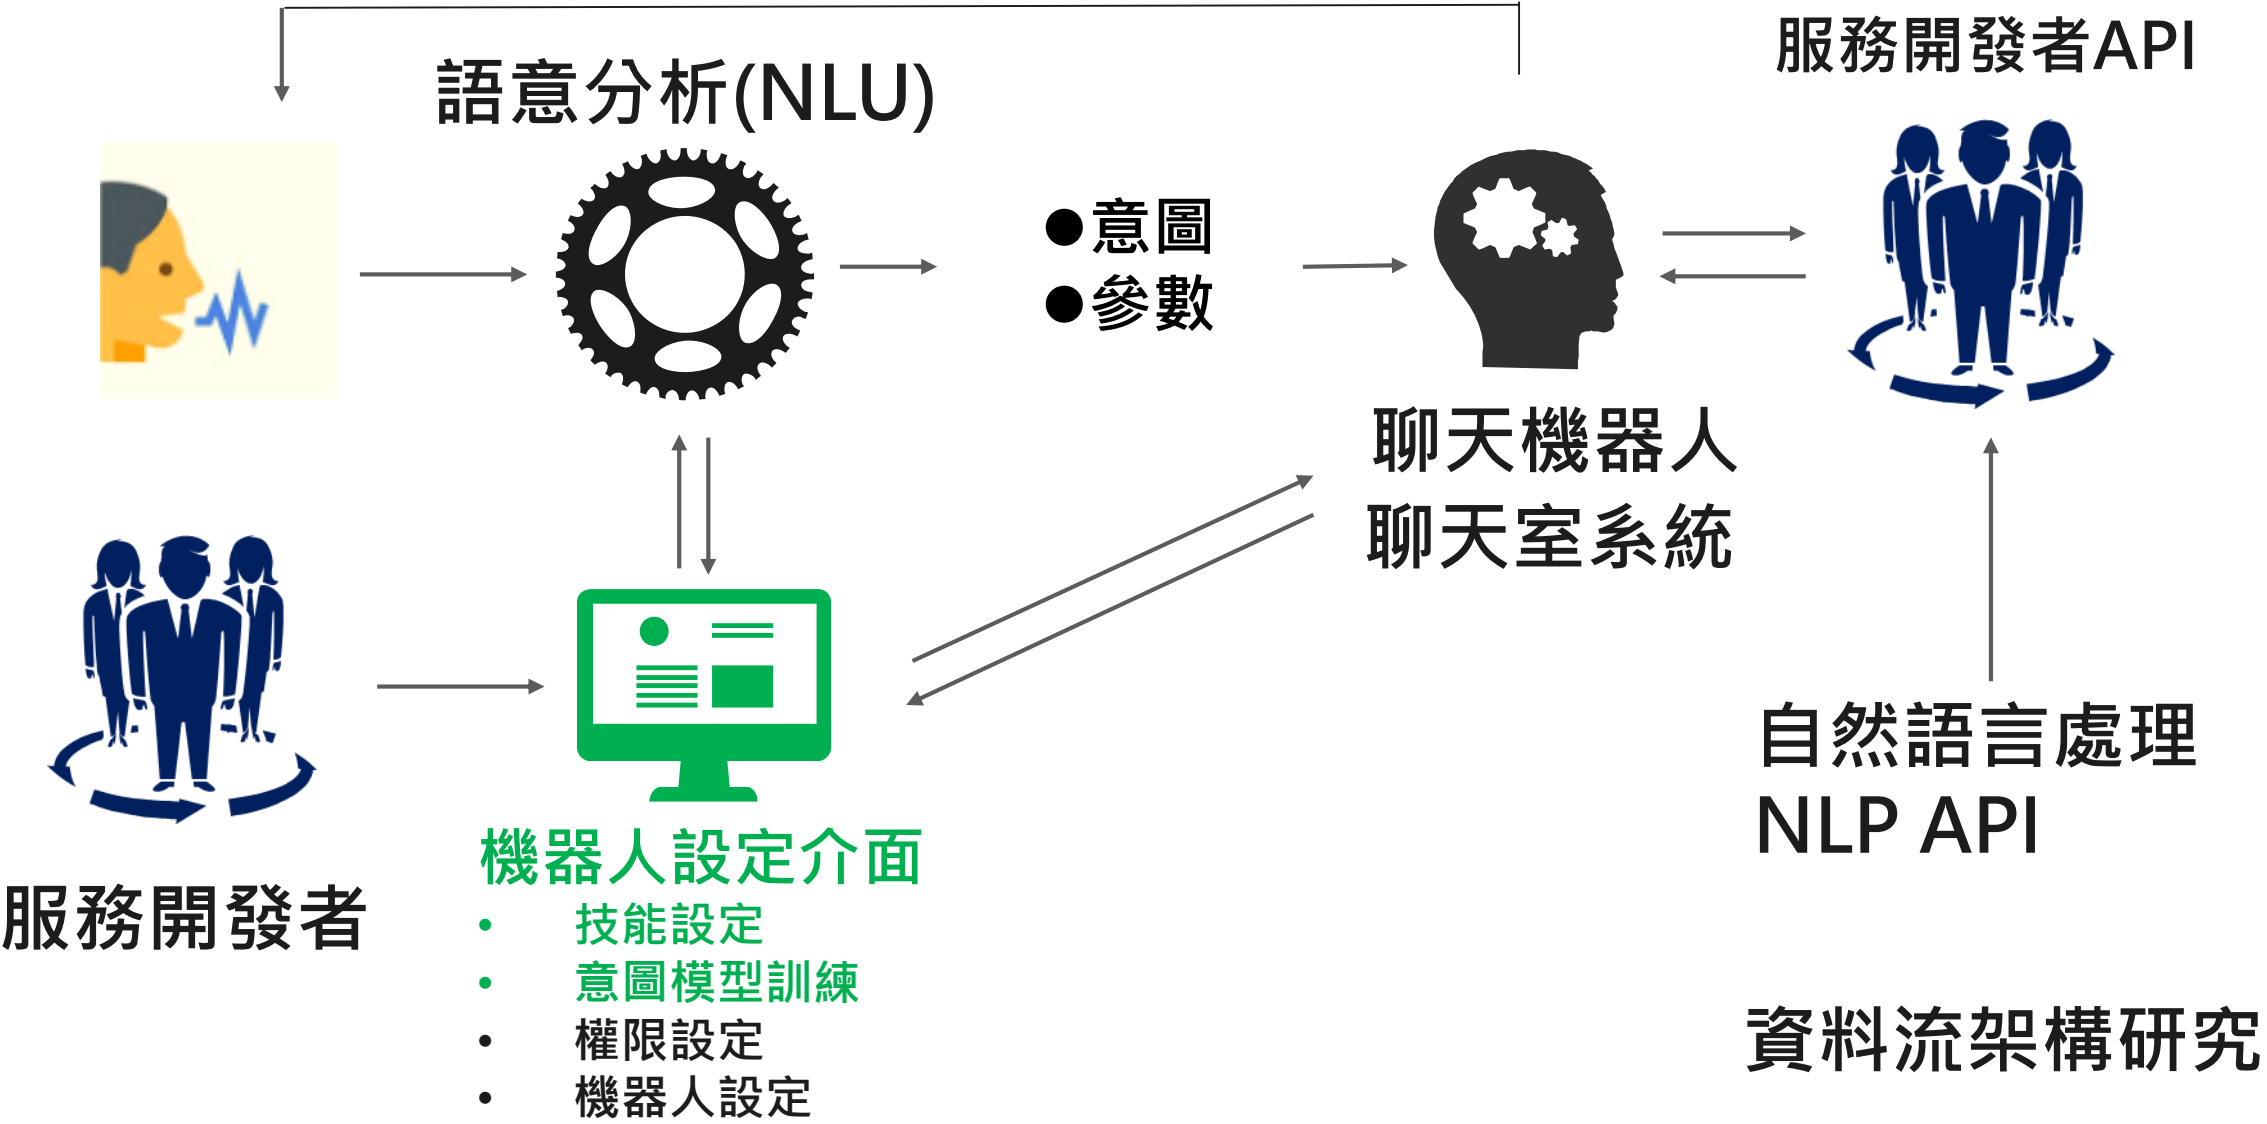 服務開發者API
語意分析(NLU)
●意圖
●參數
聊天機器人
聊天室系統
自然語言處理
NLP API
機器人設定介面
服務開發者
• 技能設定
• 意圖模型訓練
• 權限設定
• 機器人設定
資料流架構研究